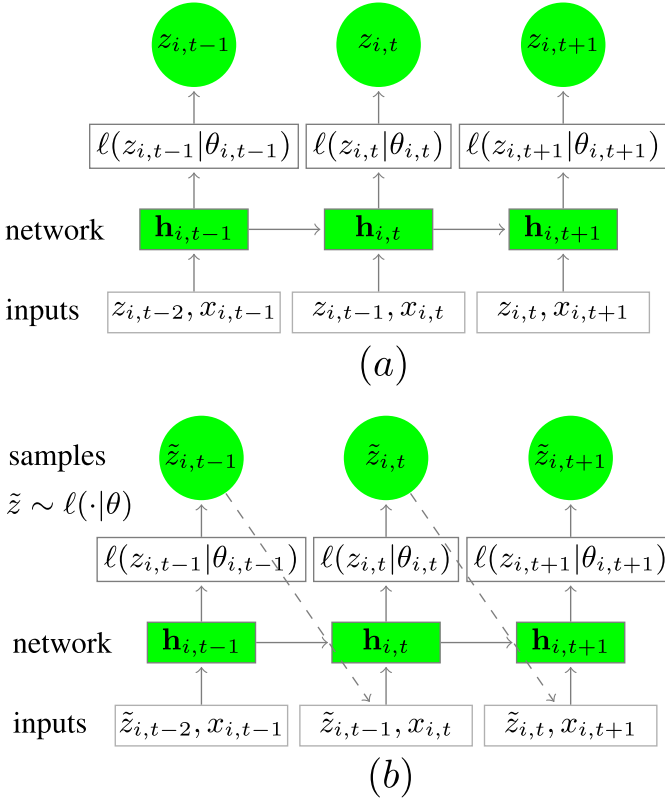 z_{i,t−1} z_{i,t} z_{i,t+1}
ℓ(z_{i,t−1}|θ_{i,t−1}) ℓ(z_{i,t}|θ_{i,t}) ℓ(z_{i,t+1}|θ_{i,t+1})
network h_{i,t−1} h_{i,t} h_{i,t+1}
inputs z_{i,t−2}, x_{i,t−1} z_{i,t−1}, x_{i,t} z_{i,t}, x_{i,t+1}
(a)
samples z̃_{i,t−1} z̃_{i,t} z̃_{i,t+1}
z̃ ∼ ℓ(·|θ)
ℓ(z_{i,t−1}|θ_{i,t−1}) ℓ(z_{i,t}|θ_{i,t}) ℓ(z_{i,t+1}|θ_{i,t+1})
network h_{i,t−1} h_{i,t} h_{i,t+1}
inputs z̃_{i,t−2}, x_{i,t−1} z̃_{i,t−1}, x_{i,t} z̃_{i,t}, x_{i,t+1}
(b)